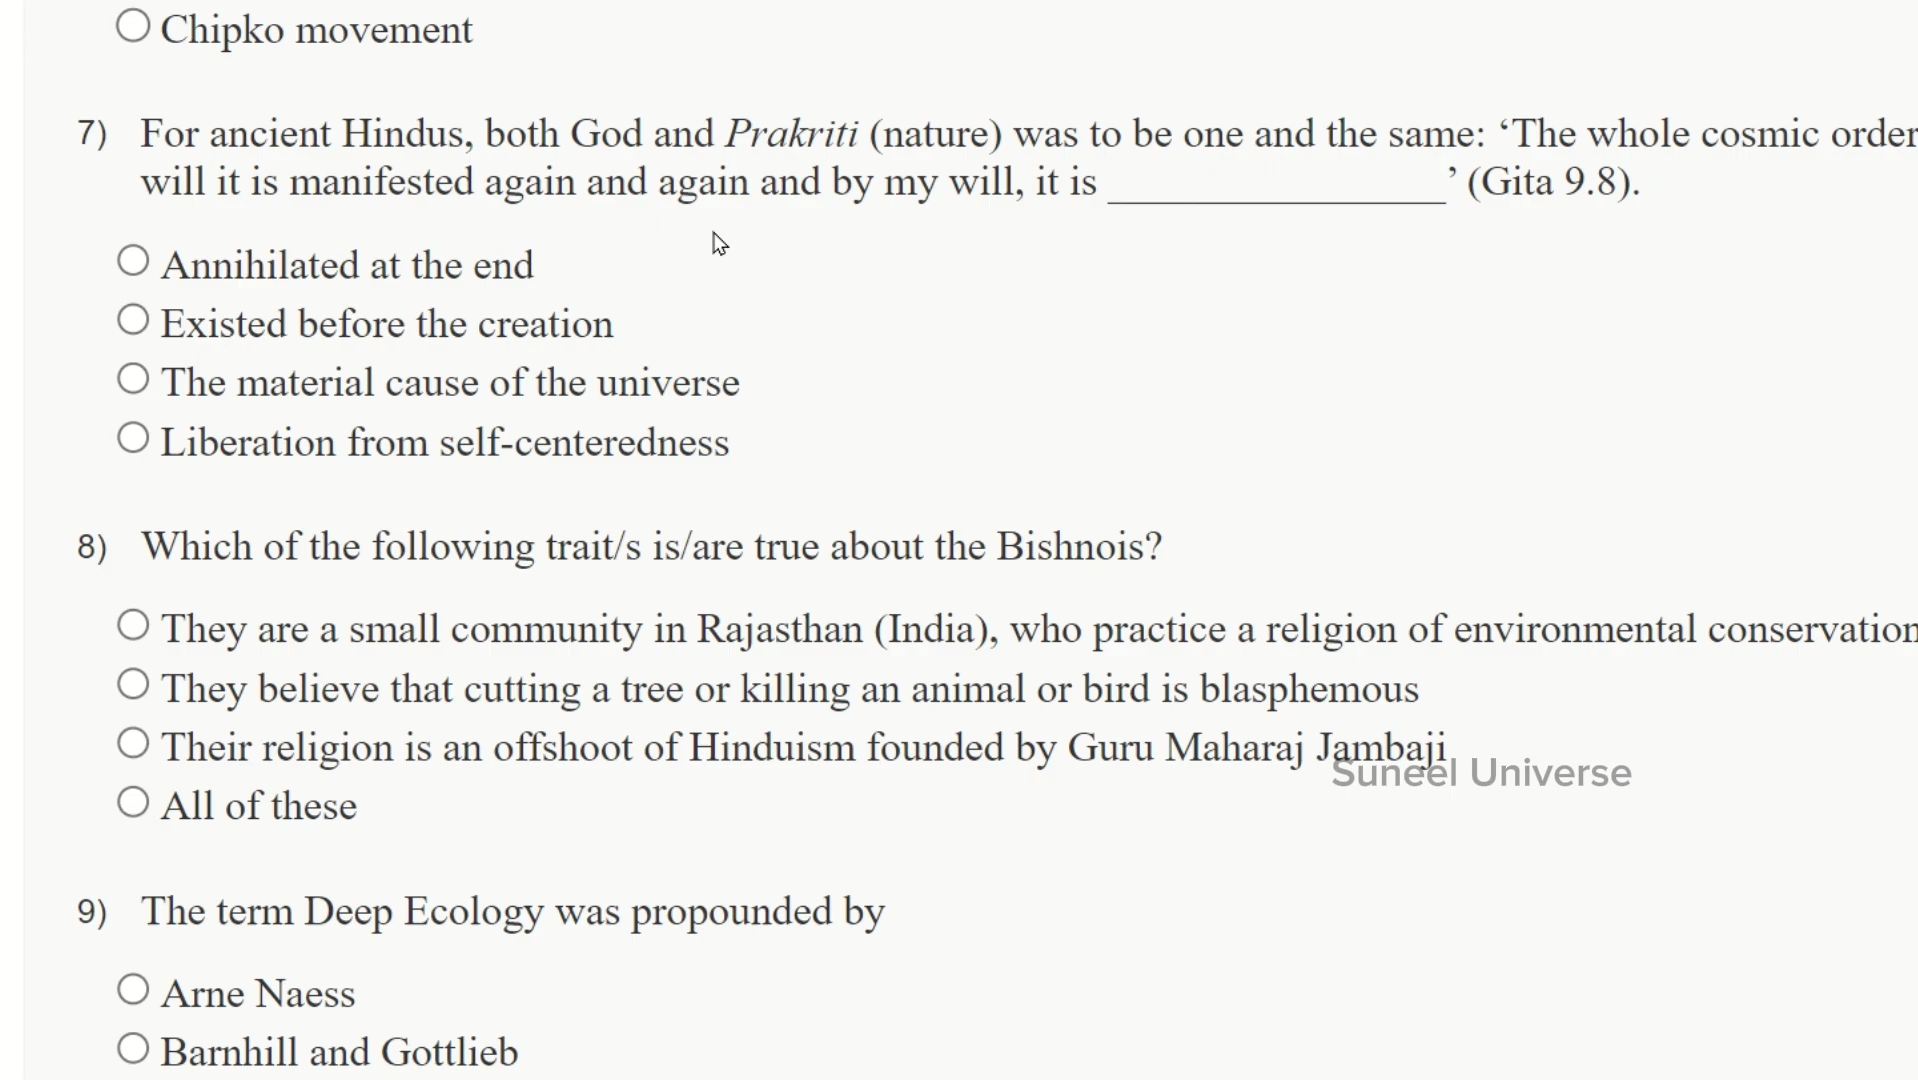 Chipko movement
7) For ancient Hindus, both God and Prakriti (nature) was to be one and the same: ‘The whole cosmic order
will it is manifested again and again and by my will, it is ________________’ (Gita 9.8).
Annihilated at the end
Existed before the creation
The material cause of the universe
Liberation from self-centeredness
8) Which of the following trait/s is/are true about the Bishnois?
They are a small community in Rajasthan (India), who practice a religion of environmental conservation
They believe that cutting a tree or killing an animal or bird is blasphemous
Their religion is an offshoot of Hinduism founded by Guru Maharaj Jambaji
Suneel Universe
All of these
9) The term Deep Ecology was propounded by
Arne Naess
Barnhill and Gottlieb